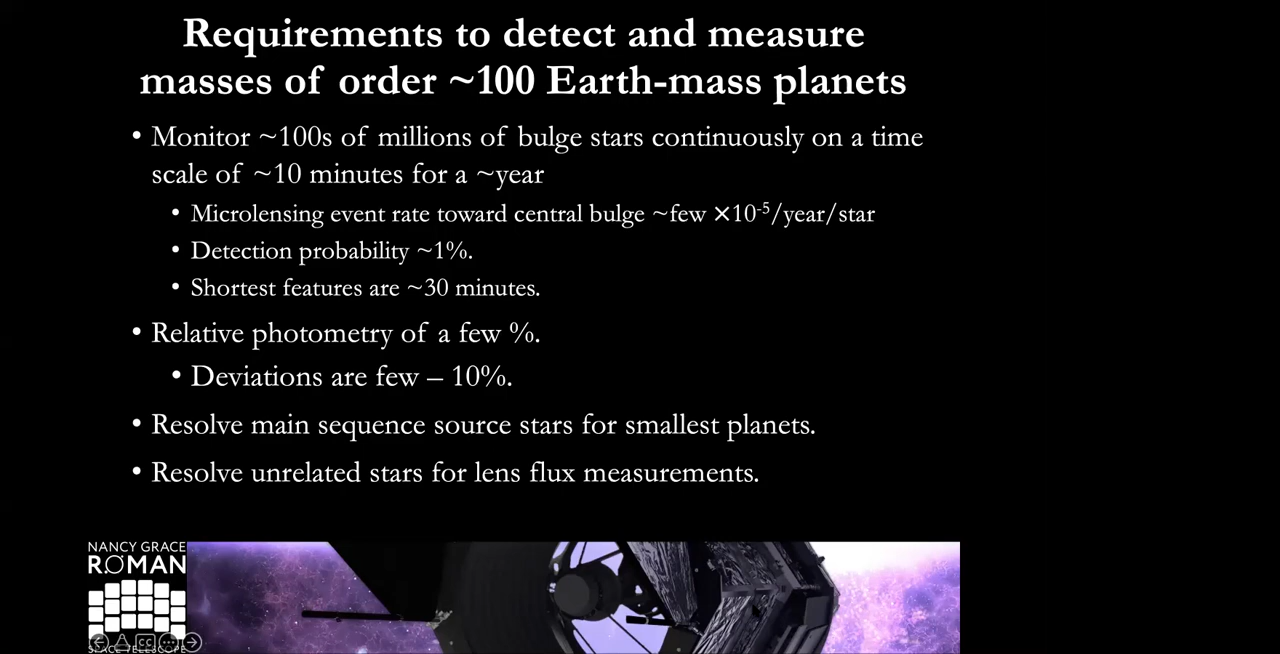 Requirements to detect and measure
masses of order ~100 Earth-mass planets
• Monitor ~100s of millions of bulge stars continuously on a time
scale of ~10 minutes for a ~year
• Microlensing event rate toward central bulge ~few ×10⁻⁵/year/star
• Detection probability ~1%.
• Shortest features are ~30 minutes.
• Relative photometry of a few %.
• Deviations are few – 10%.
• Resolve main sequence source stars for smallest planets.
• Resolve unrelated stars for lens flux measurements.
NANCY GRACE
ROMAN
SPACE TELESCOPE
CC